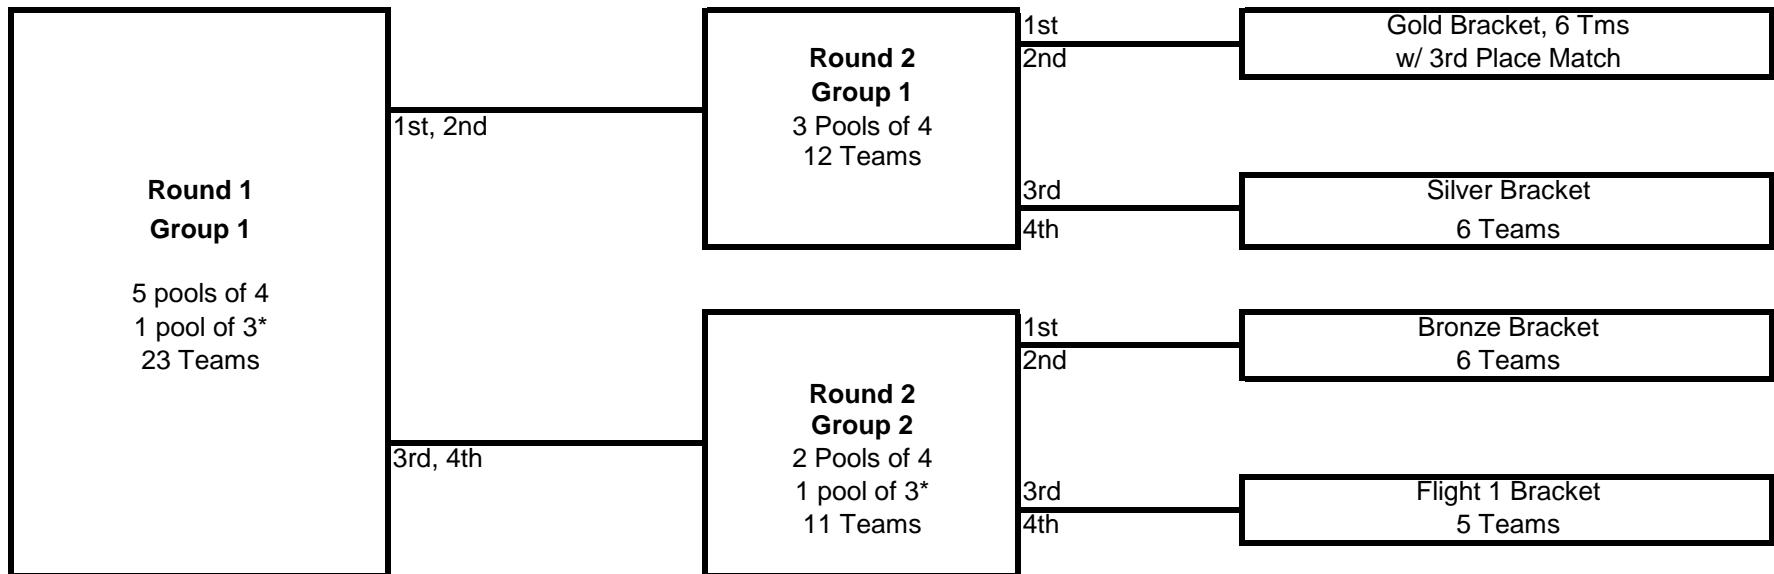 Round 1
Group 1
5 pools of 4
1 pool of 3*
23 Teams
1st, 2nd
3rd, 4th
Round 2
Group 1
3 Pools of 4
12 Teams
1st
2nd
3rd
4th
Gold Bracket, 6 Tms
w/ 3rd Place Match
Silver Bracket
6 Teams
Round 2
Group 2
2 Pools of 4
1 pool of 3*
11 Teams
1st
2nd
3rd
4th
Bronze Bracket
6 Teams
Flight 1 Bracket
5 Teams